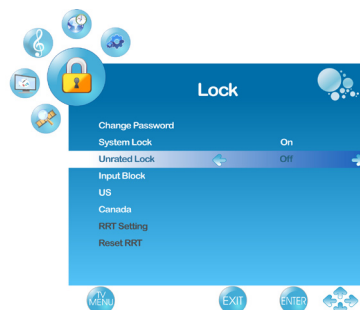 Lock
Change Password
System Lock On
Unrated Lock Off
Input Block
US
Canada
RRT Setting
Reset RRT
TV
MENU
EXIT
ENTER